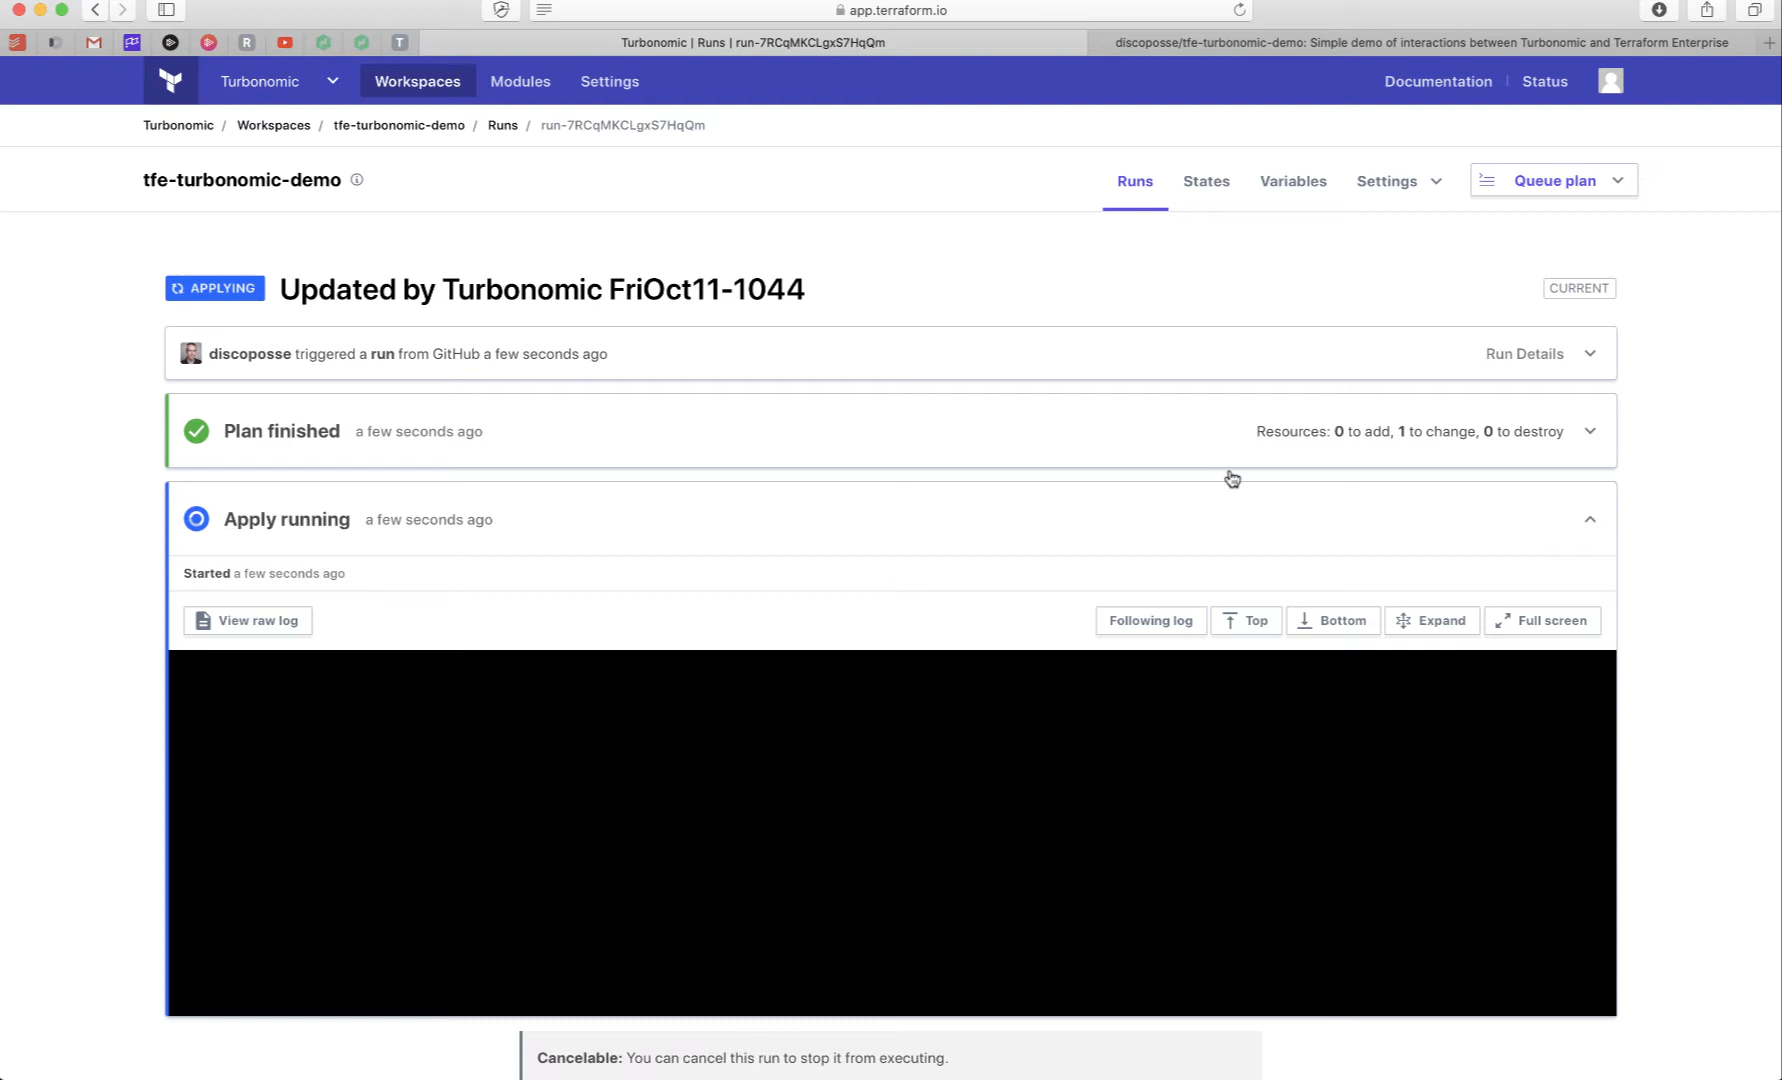 app.terraform.io
R
T
Turbonomic | Runs | run-7RCqMKCLgxS7HqQm
discoposse/tfe-turbonomic-demo: Simple demo of interactions between Turbonomic and Terraform Enterprise
Turbonomic
Workspaces
Modules
Settings
Documentation
Status
Turbonomic / Workspaces / tfe-turbonomic-demo / Runs / run-7RCqMKCLgxS7HqQm
tfe-turbonomic-demo
Runs
States
Variables
Settings
Queue plan
APPLYING
Updated by Turbonomic FriOct11-1044
CURRENT
discoposse triggered a run from GitHub a few seconds ago
Run Details
Plan finished a few seconds ago
Resources: 0 to add, 1 to change, 0 to destroy
Apply running a few seconds ago
Started a few seconds ago
View raw log
Following log
Top
Bottom
Expand
Full screen
Cancelable: You can cancel this run to stop it from executing.